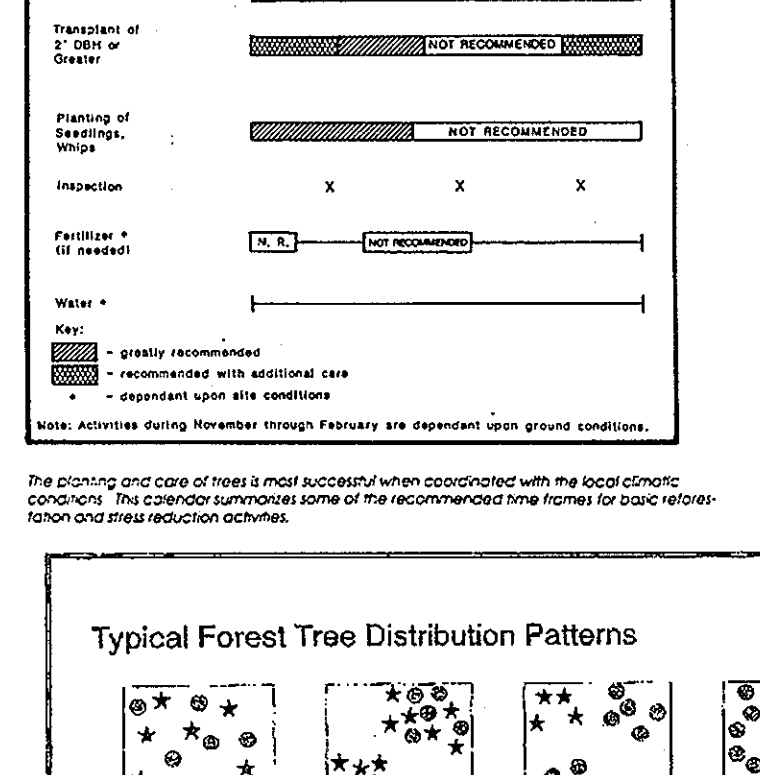 Transplant of
2" DBH or
Greater
NOT RECOMMENDED
Planting of
Seedlings,
Whips
NOT RECOMMENDED
Inspection
X X X
Fertilizer *
(if needed)
N. R.
NOT RECOMMENDED
Water *
Key:
- greatly recommended
- recommended with additional care
* - dependant upon site conditions
Note: Activities during November through February are dependant upon ground conditions.
The planting and care of trees is most successful when coordinated with the local climatic
conditions. This calendar summarizes some of the recommended time frames for basic refores-
tation and stress reduction activities.
Typical Forest Tree Distribution Patterns